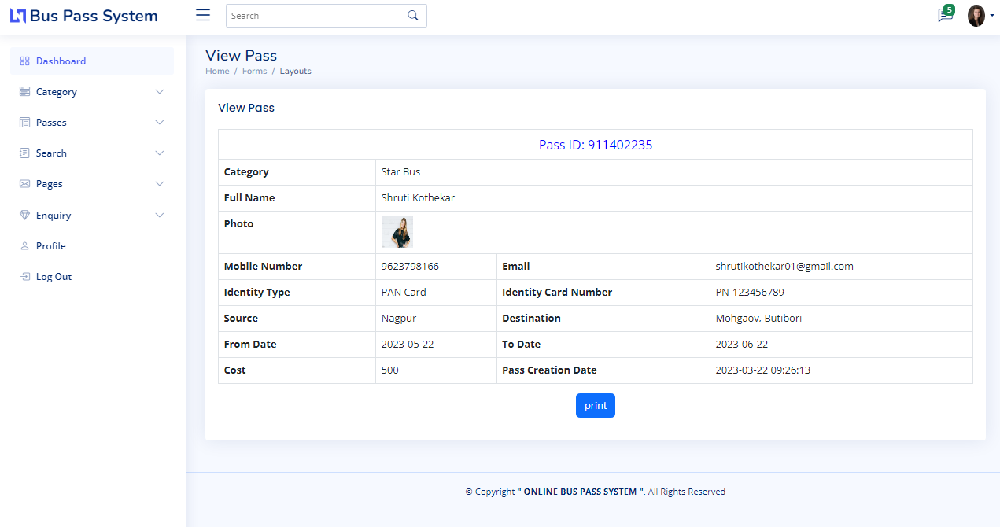 Bus Pass System
Search
5
Dashboard
Category
Passes
Search
Pages
Enquiry
Profile
Log Out
View Pass
Home / Forms / Layouts
View Pass
Pass ID: 911402235
Category Star Bus
Full Name Shruti Kothekar
Photo
Mobile Number 9623798166 Email shrutikothekar01@gmail.com
Identity Type PAN Card Identity Card Number PN-123456789
Source Nagpur Destination Mohgaov, Butibori
From Date 2023-05-22 To Date 2023-06-22
Cost 500 Pass Creation Date 2023-03-22 09:26:13
print
© Copyright " ONLINE BUS PASS SYSTEM ". All Rights Reserved